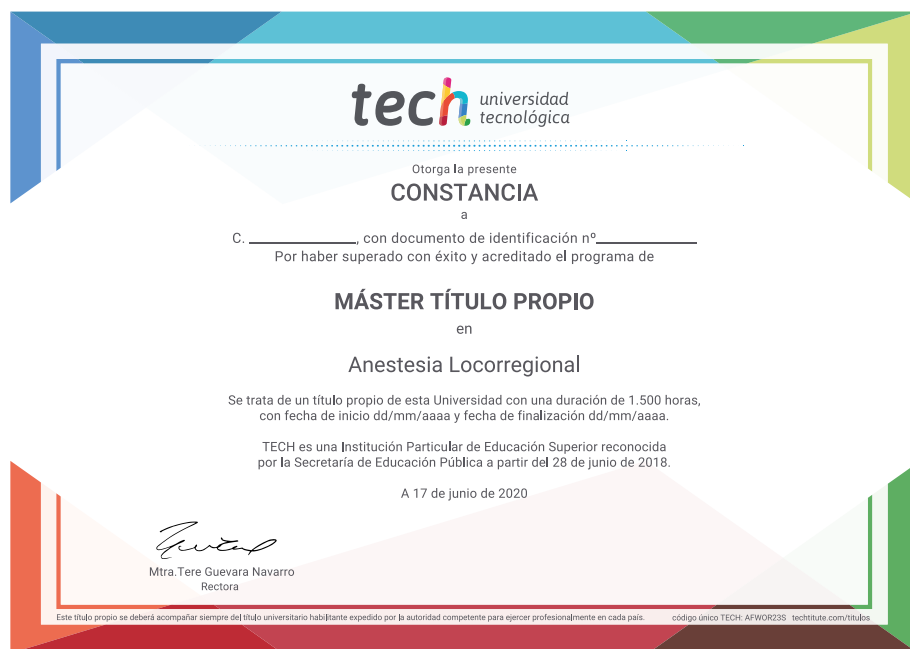 tech universidad
tecnológica
Otorga la presente
CONSTANCIA
a
C. ____________, con documento de identificación nº____________
Por haber superado con éxito y acreditado el programa de
MÁSTER TÍTULO PROPIO
en
Anestesia Locorregional
Se trata de un título propio de esta Universidad con una duración de 1.500 horas,
con fecha de inicio dd/mm/aaaa y fecha de finalización dd/mm/aaaa.
TECH es una Institución Particular de Educación Superior reconocida
por la Secretaría de Educación Pública a partir del 28 de junio de 2018.
A 17 de junio de 2020
Mtra.Tere Guevara Navarro
Rectora
Este título propio se deberá acompañar siempre del título universitario habilitante expedido por la autoridad competente para ejercer profesionalmente en cada país. código único TECH: AFWOR23S techtitute.com/titulos